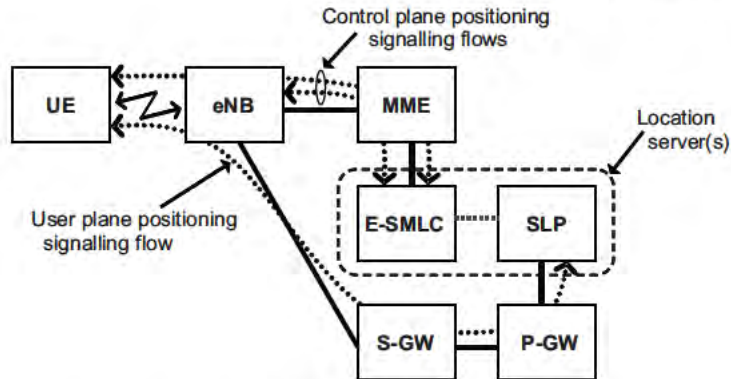 Control plane positioning
signalling flows
UE
eNB
MME
Location
server(s)
E-SMLC
SLP
User plane positioning
signalling flow
S-GW
P-GW